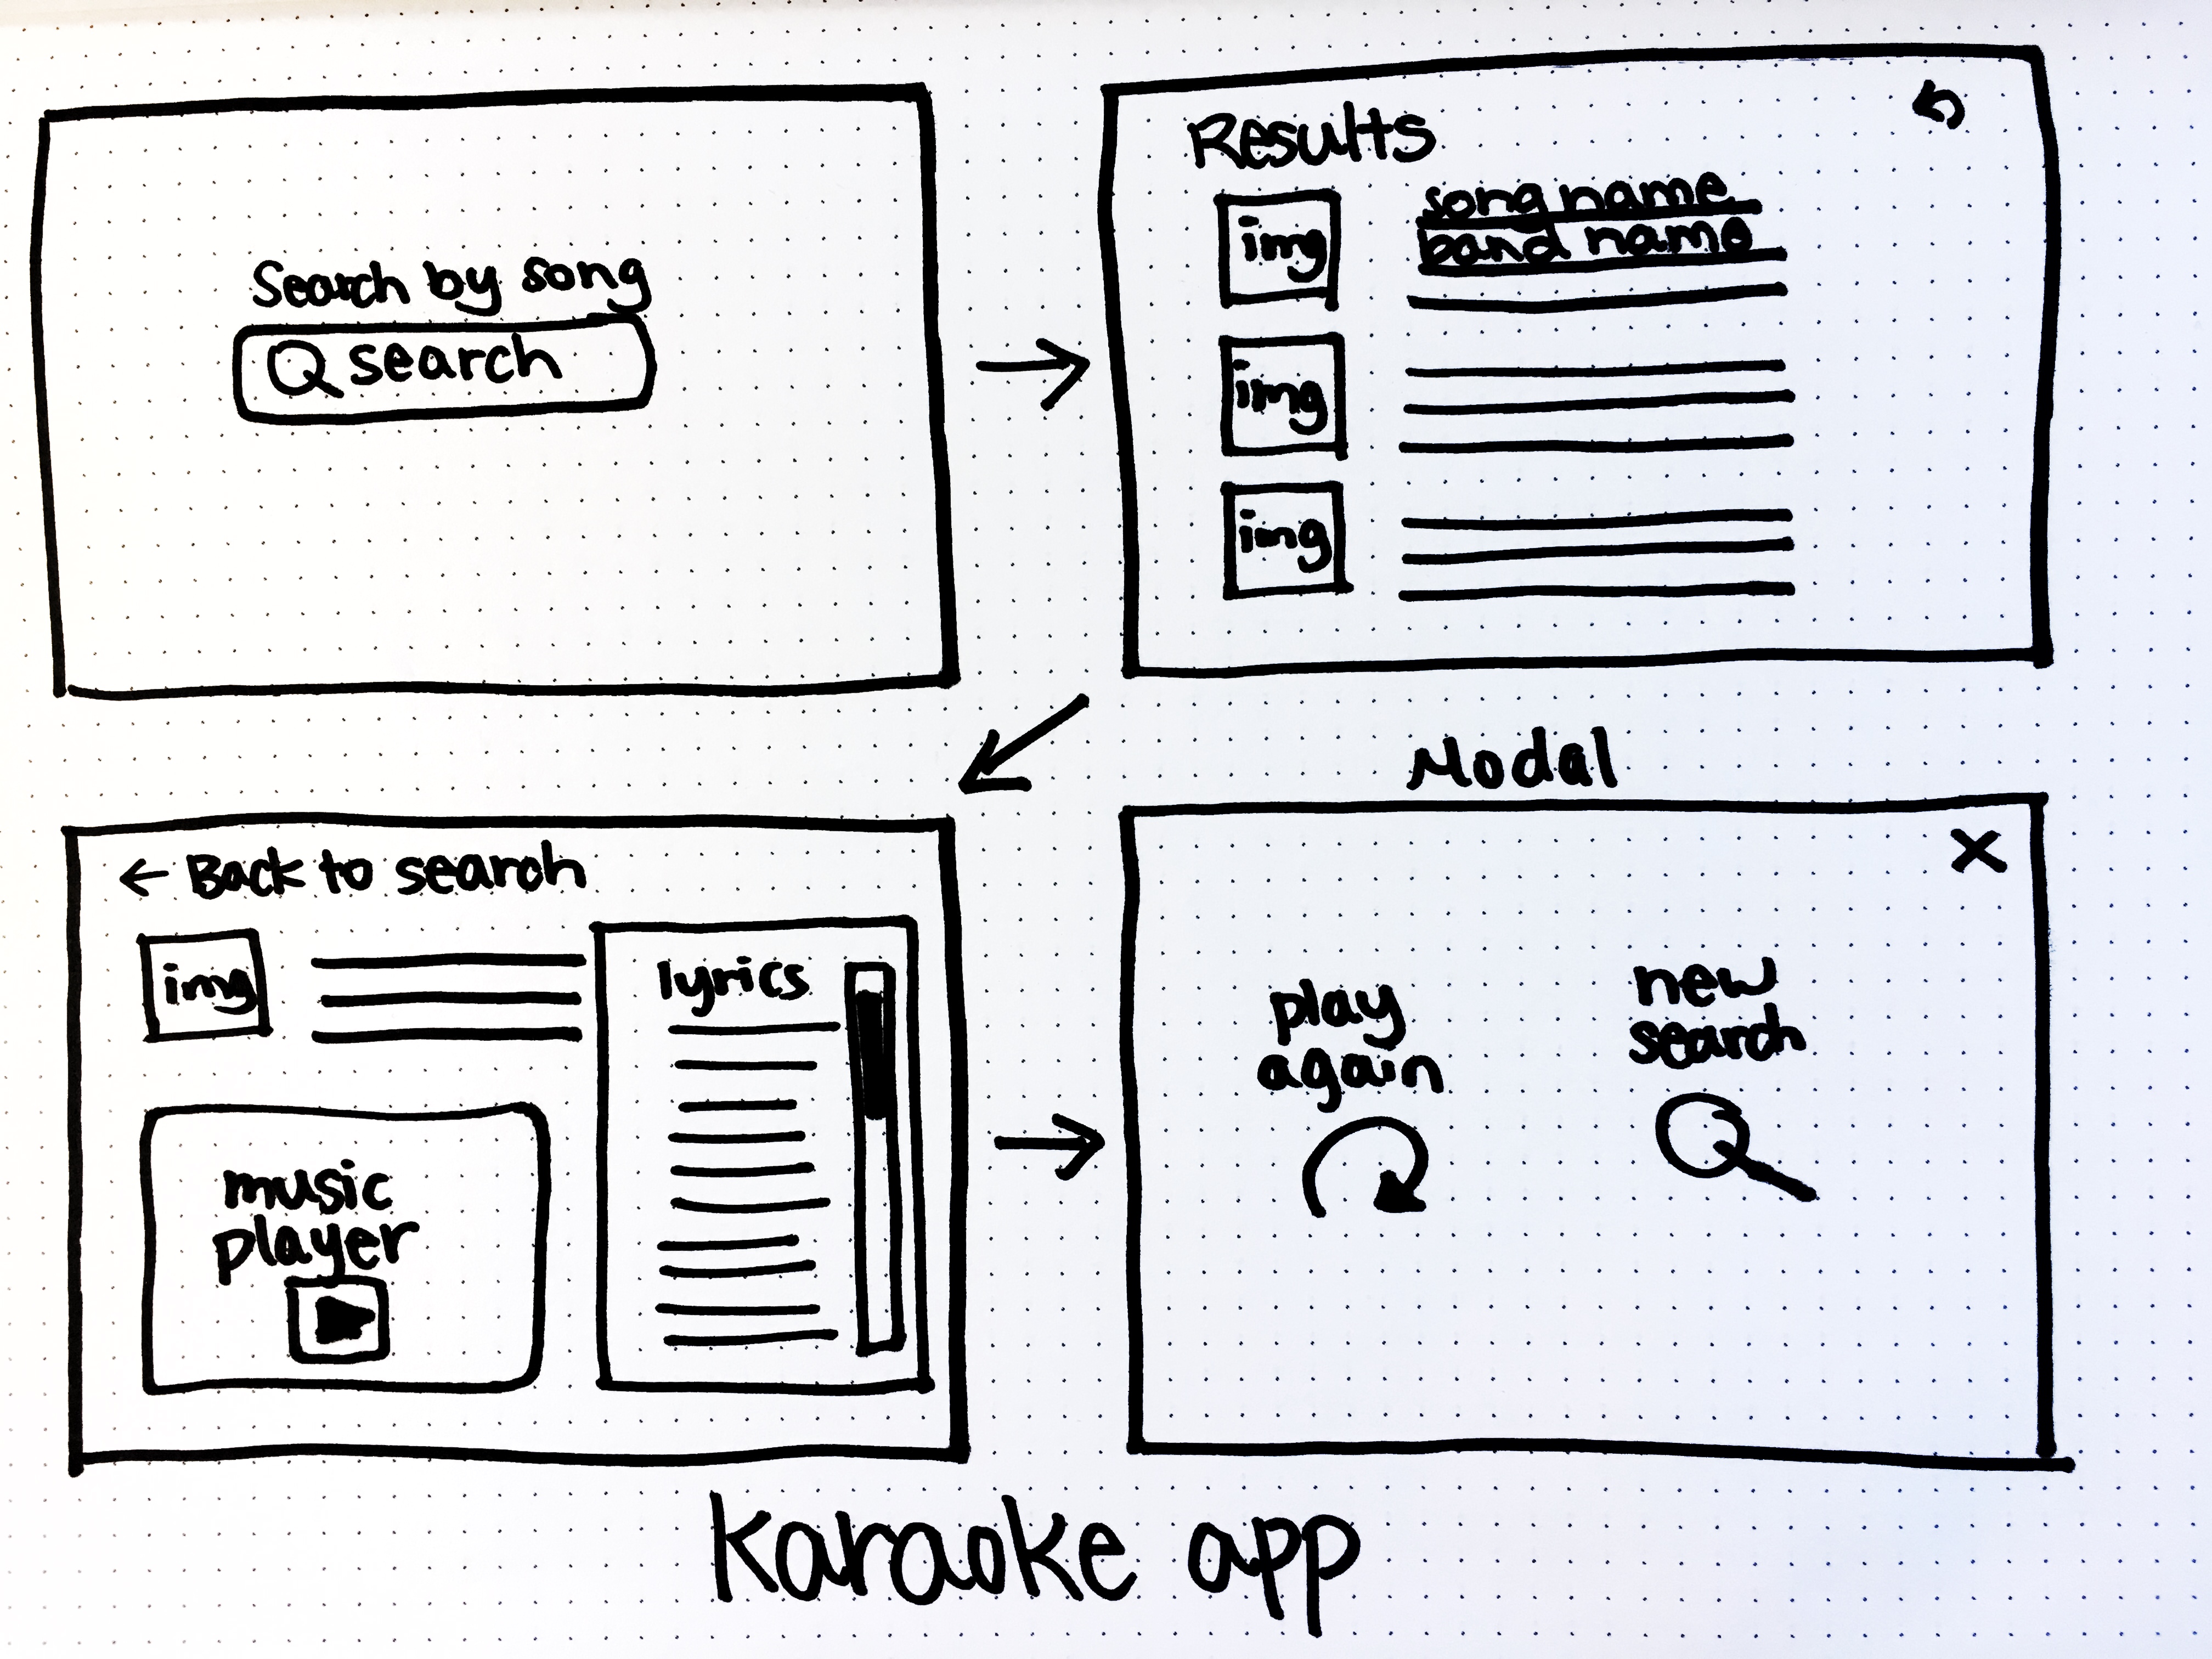 Search by song
search
Results
song name
band name
img
img
img
← Back to search
img
lyrics
music
player
Modal
X
play
again
new
search
Karaoke app